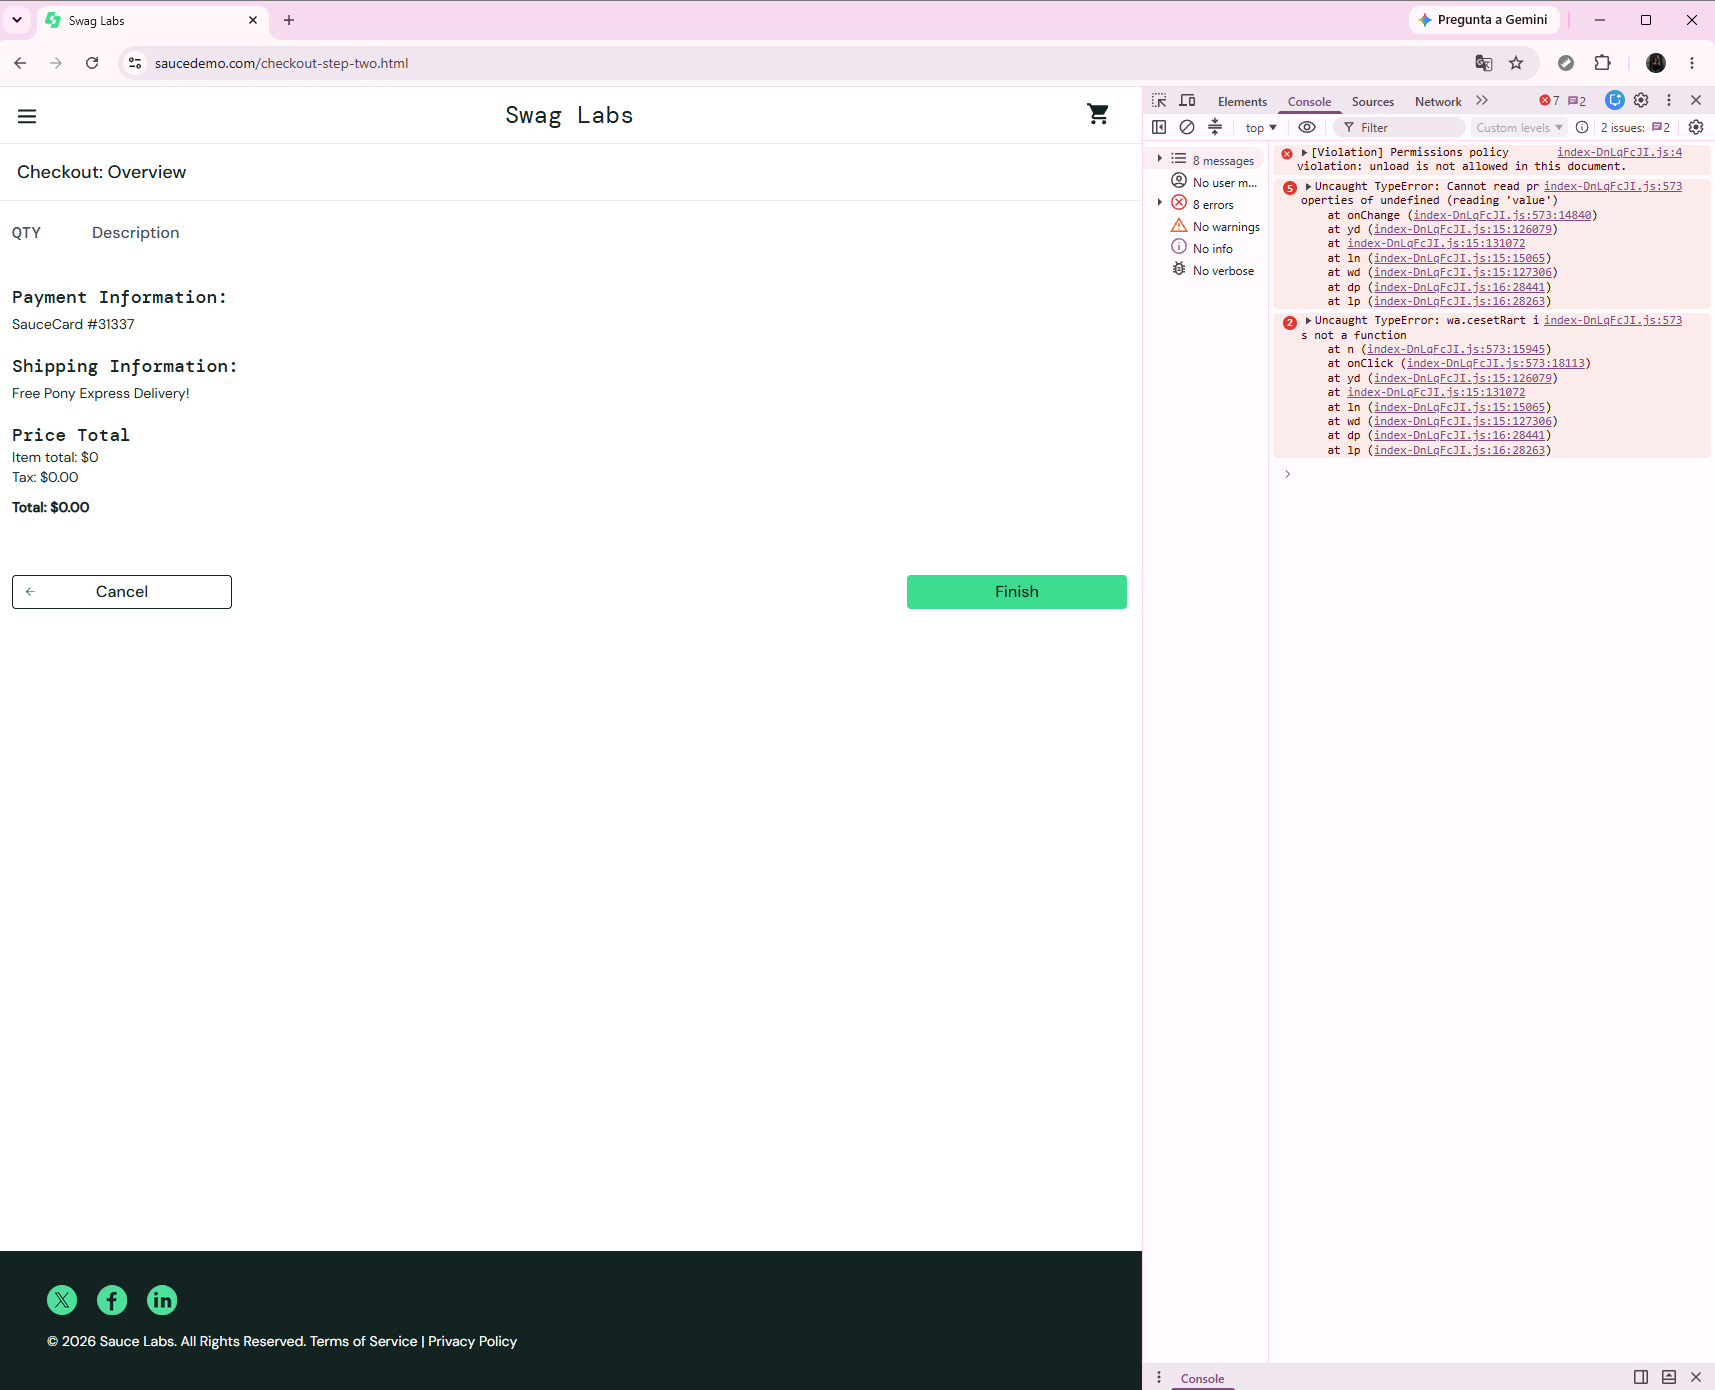 Swag Labs
Pregunta a Gemini
saucedemo.com/checkout-step-two.html
Swag Labs
Checkout: Overview
QTY Description
Payment Information:
SauceCard #31337
Shipping Information:
Free Pony Express Delivery!
Price Total
Item total: $0
Tax: $0.00
Total: $0.00
Cancel
Finish
© 2026 Sauce Labs. All Rights Reserved. Terms of Service | Privacy Policy
Elements Console Sources Network 7 2
top Filter Custom levels 2 issues: 2
8 messages
No user m...
8 errors
No warnings
No info
No verbose
[Violation] Permissions policy index-DnLqFcJI.js:4
violation: unload is not allowed in this document.
5 Uncaught TypeError: Cannot read pr index-DnLqFcJI.js:573
operties of undefined (reading 'value')
at onChange (index-DnLqFcJI.js:573:14840)
at yd (index-DnLqFcJI.js:15:126079)
at index-DnLqFcJI.js:15:131072
at ln (index-DnLqFcJI.js:15:15065)
at wd (index-DnLqFcJI.js:15:127306)
at dp (index-DnLqFcJI.js:16:28441)
at lp (index-DnLqFcJI.js:16:28263)
2 Uncaught TypeError: wa.cesetRart i index-DnLqFcJI.js:573
s not a function
at n (index-DnLqFcJI.js:573:15945)
at onClick (index-DnLqFcJI.js:573:18113)
at yd (index-DnLqFcJI.js:15:126079)
at index-DnLqFcJI.js:15:131072
at ln (index-DnLqFcJI.js:15:15065)
at wd (index-DnLqFcJI.js:15:127306)
at dp (index-DnLqFcJI.js:16:28441)
at lp (index-DnLqFcJI.js:16:28263)
Console